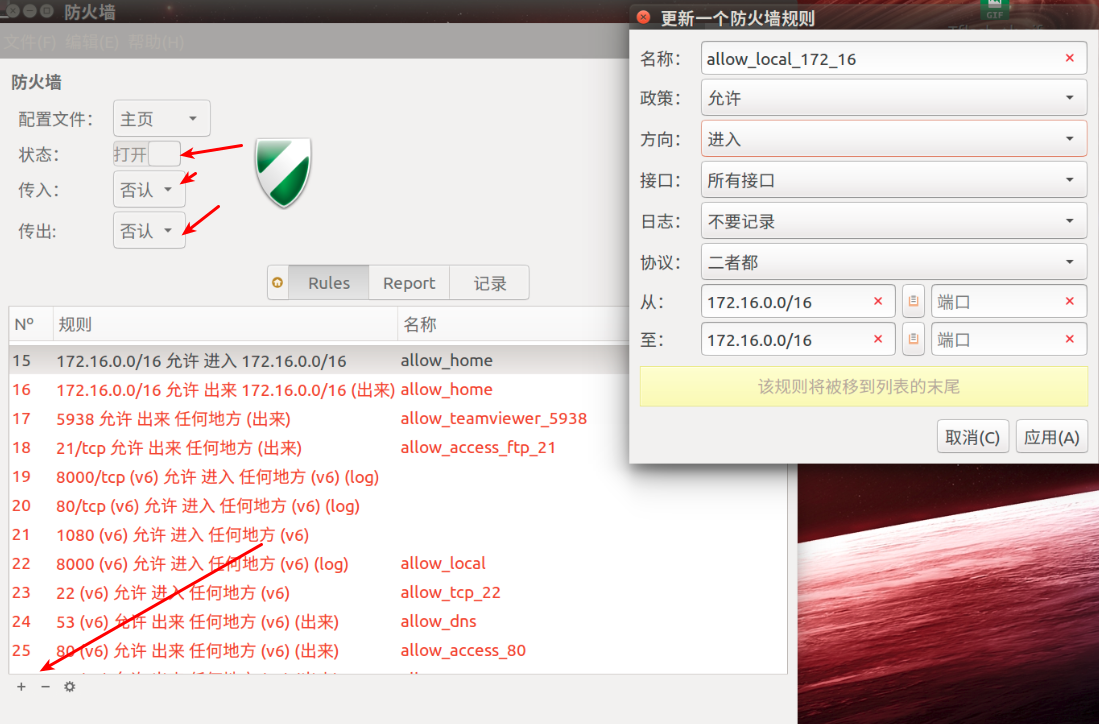 防火墙
文件(F) 编辑(E) 帮助(H)
防火墙
配置文件: 主页
状态: 打开
传入: 否认
传出: 否认
Rules Report 记录
Nº 规则 名称
15 172.16.0.0/16 允许 进入 172.16.0.0/16 allow_home
16 172.16.0.0/16 允许 出来 172.16.0.0/16 (出来) allow_home
17 5938 允许 出来 任何地方 (出来) allow_teamviewer_5938
18 21/tcp 允许 出来 任何地方 (出来) allow_access_ftp_21
19 8000/tcp (v6) 允许 进入 任何地方 (v6) (log)
20 80/tcp (v6) 允许 进入 任何地方 (v6) (log)
21 1080 (v6) 允许 进入 任何地方 (v6)
22 8000 (v6) 允许 进入 任何地方 (v6) (log) allow_local
23 22 (v6) 允许 进入 任何地方 (v6) allow_tcp_22
24 53 (v6) 允许 出来 任何地方 (v6) (出来) allow_dns
25 80 (v6) 允许 出来 任何地方 (v6) (出来) allow_access_80
GIF
更新一个防火墙规则
名称: allow_local_172_16
政策: 允许
方向: 进入
接口: 所有接口
日志: 不要记录
协议: 二者都
从: 172.16.0.0/16 端口
至: 172.16.0.0/16 端口
该规则将被移到列表的末尾
取消(C) 应用(A)